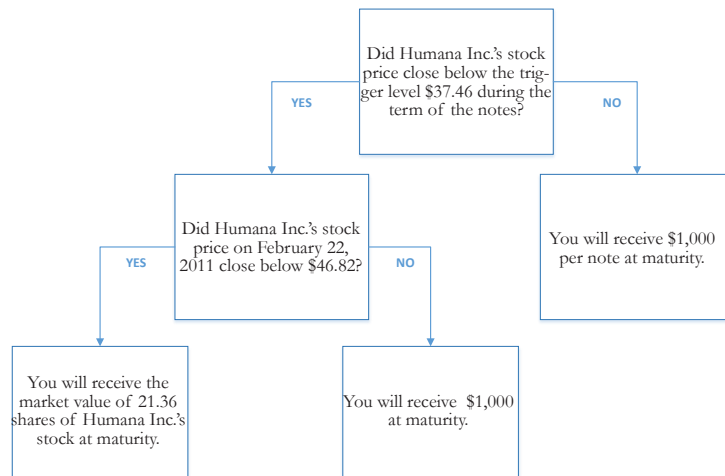 Did Humana Inc.'s stock
price close below the trig-
ger level $37.46 during the
term of the notes?
YES
NO
Did Humana Inc.'s stock
price on February 22,
2011 close below $46.82?
You will receive $1,000
per note at maturity.
YES
NO
You will receive the
market value of 21.36
shares of Humana Inc.'s
stock at maturity.
You will receive $1,000
at maturity.